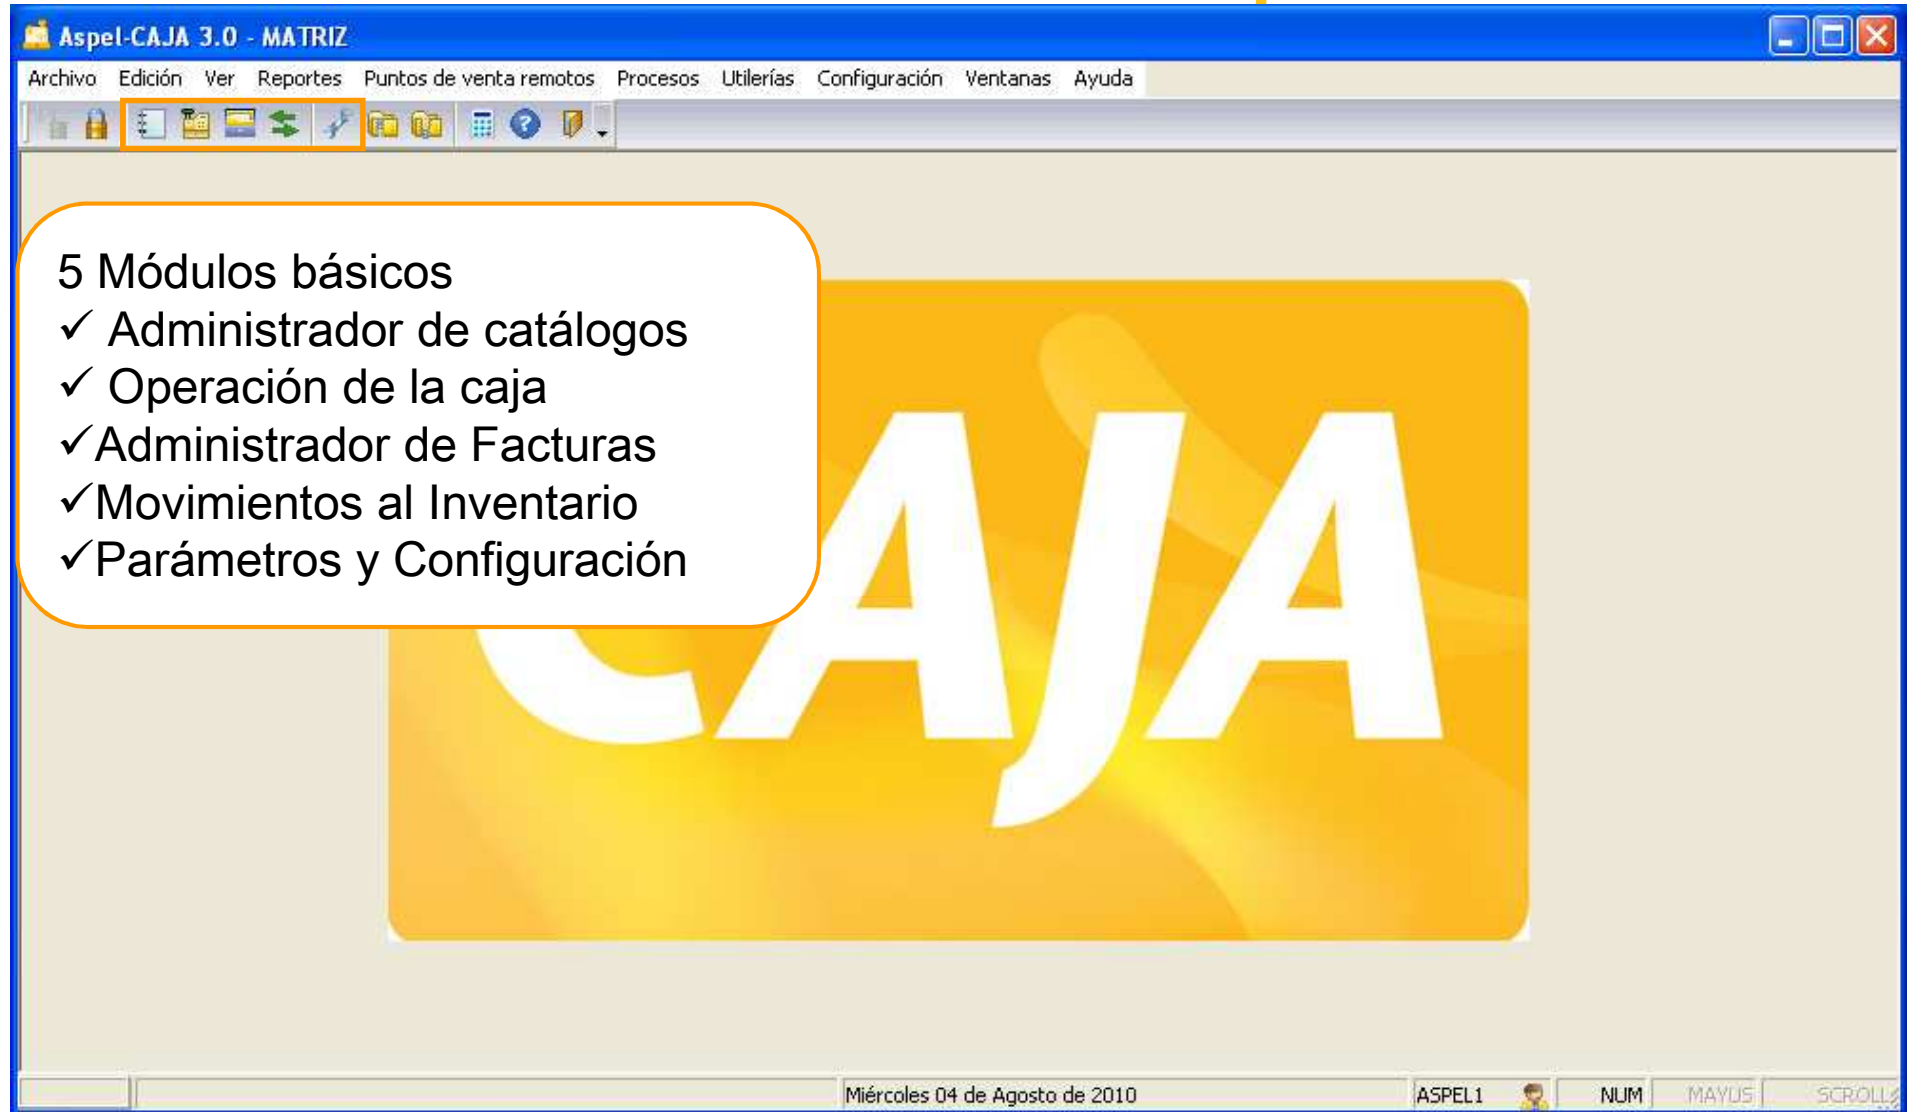 Aspel-CAJA 3.0 - MATRIZ
Archivo Edición Ver Reportes Puntos de venta remotos Procesos Utilerías Configuración Ventanas Ayuda
5 Módulos básicos
✓ Administrador de catálogos
✓ Operación de la caja
✓Administrador de Facturas
✓Movimientos al Inventario
✓Parámetros y Configuración
CAJA
Miércoles 04 de Agosto de 2010 ASPEL1 NUM MAYUS SCROLL